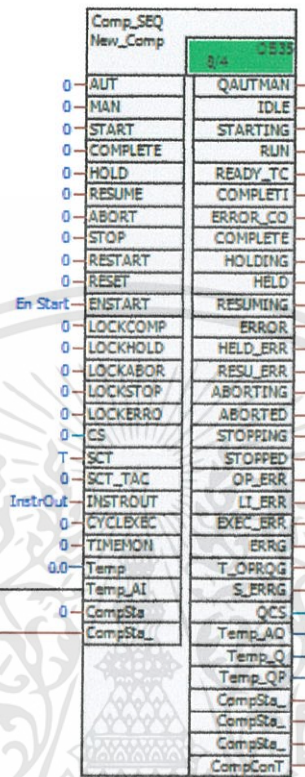 Comp_SEQ
New_Comp
OB35
8/4
0 AUT QAUTMAN
0 MAN IDLE
0 START STARTING
0 COMPLETE RUN
0 HOLD READY_TC
0 RESUME COMPLETI
0 ABORT ERROR_CO
0 STOP COMPLETE
0 RESTART HOLDING
0 RESET HELD
En Start ENSTART RESUMING
0 LOCKCOMP ERROR
0 LOCKHOLD HELD_ERR
0 LOCKABOR RESU_ERR
0 LOCKSTOP ABORTING
0 LOCKERRO ABORTED
0 CS STOPPING
T SCT STOPPED
0 SCT_TAC OP_ERR
InstrOut INSTROUT LI_ERR
0 CYCLEXEC EXEC_ERR
0 TIMEMON ERRG
0.0 Temp T_OPRQG
Temp_AI S_ERRG
0 CompSta QCS
CompSta_ Temp_AO
Temp_Q
Temp_QP
CompSta_
CompSta_
CompSta_
CompConT